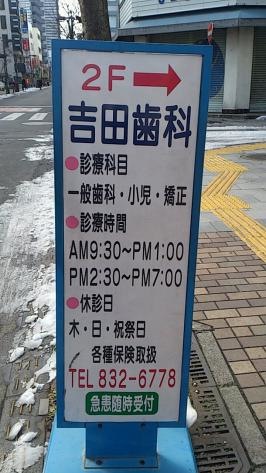 2F →
吉田歯科
●診療科目
一般歯科・小児・矯正
●診療時間
AM9:30~PM1:00
PM2:30~PM7:00
●休診日
木・日・祝祭日
各種保険取扱
TEL 832-6778
急患随時受付